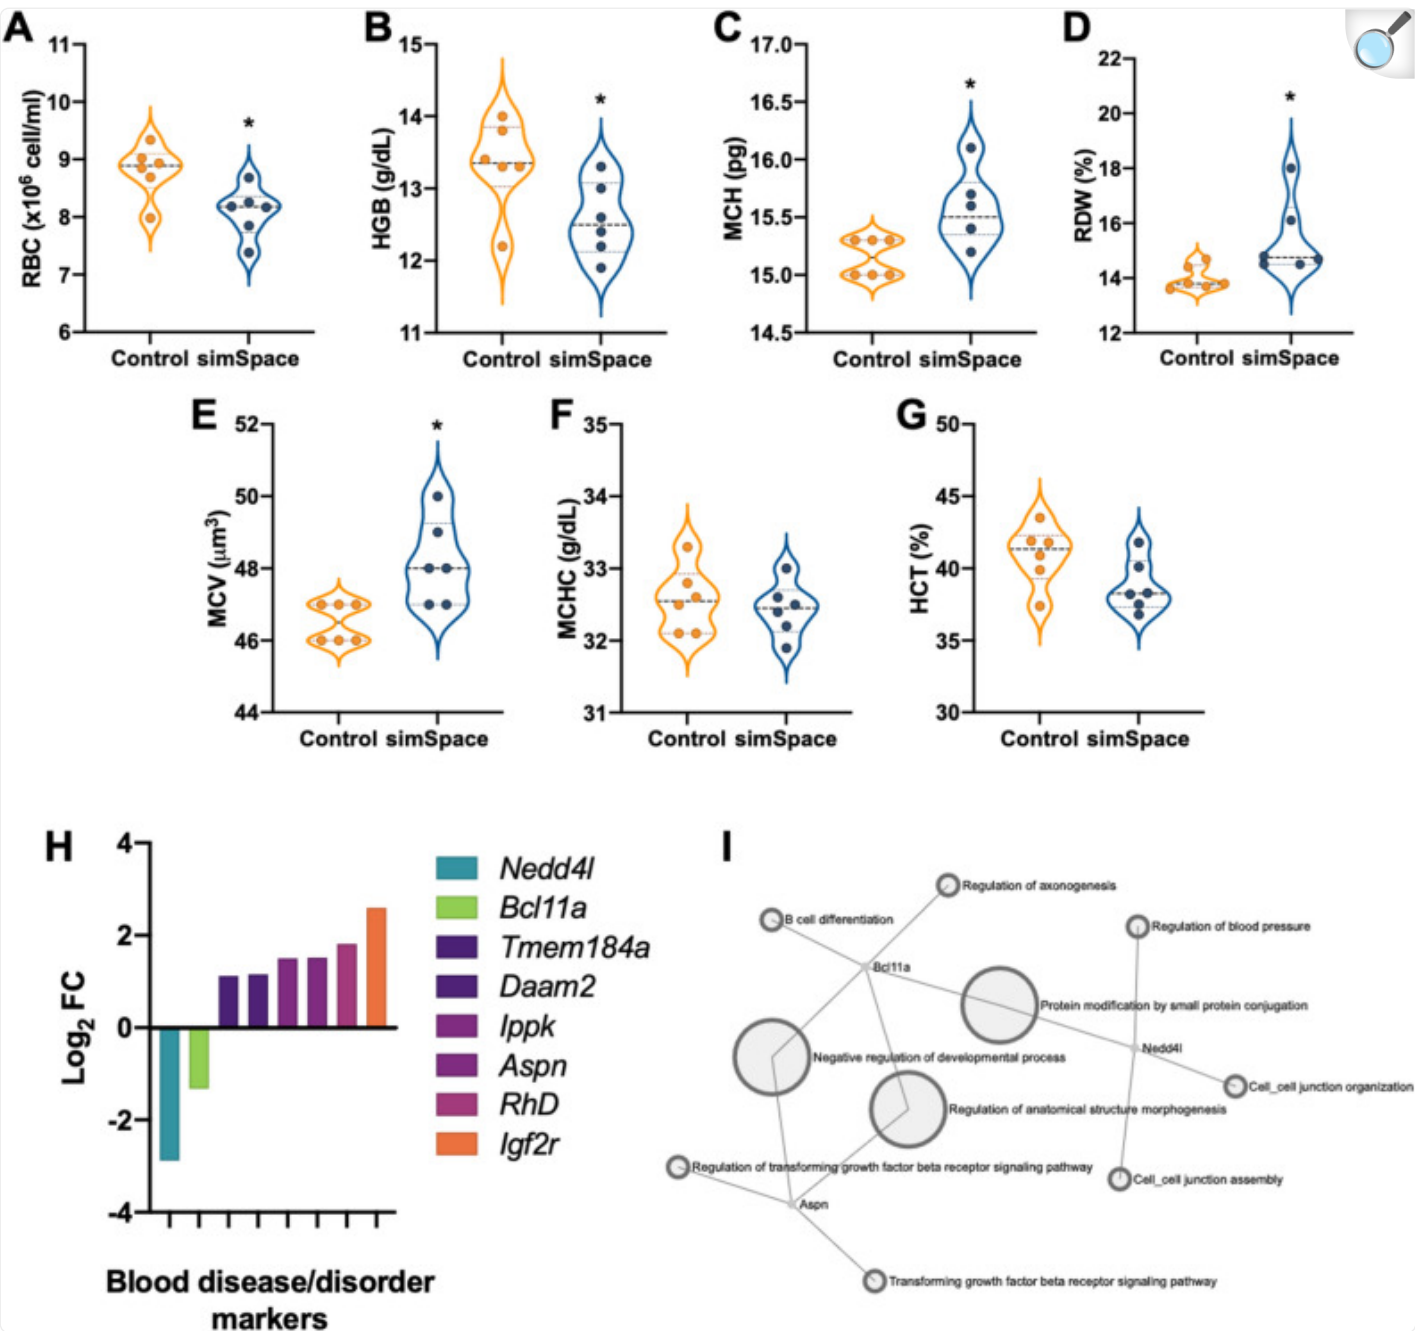 A
RBC (x10⁶ cell/ml)
11
10
9
8
7
6
*
Control simSpace
B
HGB (g/dL)
15
14
13
12
11
*
Control simSpace
C
MCH (pg)
17.0
16.5
16.0
15.5
15.0
14.5
*
Control simSpace
D
RDW (%)
22
20
18
16
14
12
*
Control simSpace
E
MCV (μm³)
52
50
48
46
44
*
Control simSpace
F
MCHC (g/dL)
35
34
33
32
31
Control simSpace
G
HCT (%)
50
45
40
35
30
Control simSpace
H
Log₂ FC
4
2
0
-2
-4
Blood disease/disorder
markers
Nedd4l
Bcl11a
Tmem184a
Daam2
Ippk
Aspn
RhD
Igf2r
I
Regulation of axonogenesis
B cell differentiation
Regulation of blood pressure
Bcl11a
Protein modification by small protein conjugation
Nedd4l
Negative regulation of developmental process
Cell_cell junction organization
Regulation of anatomical structure morphogenesis
Regulation of transforming growth factor beta receptor signaling pathway
Cell_cell junction assembly
Aspn
Transforming growth factor beta receptor signaling pathway